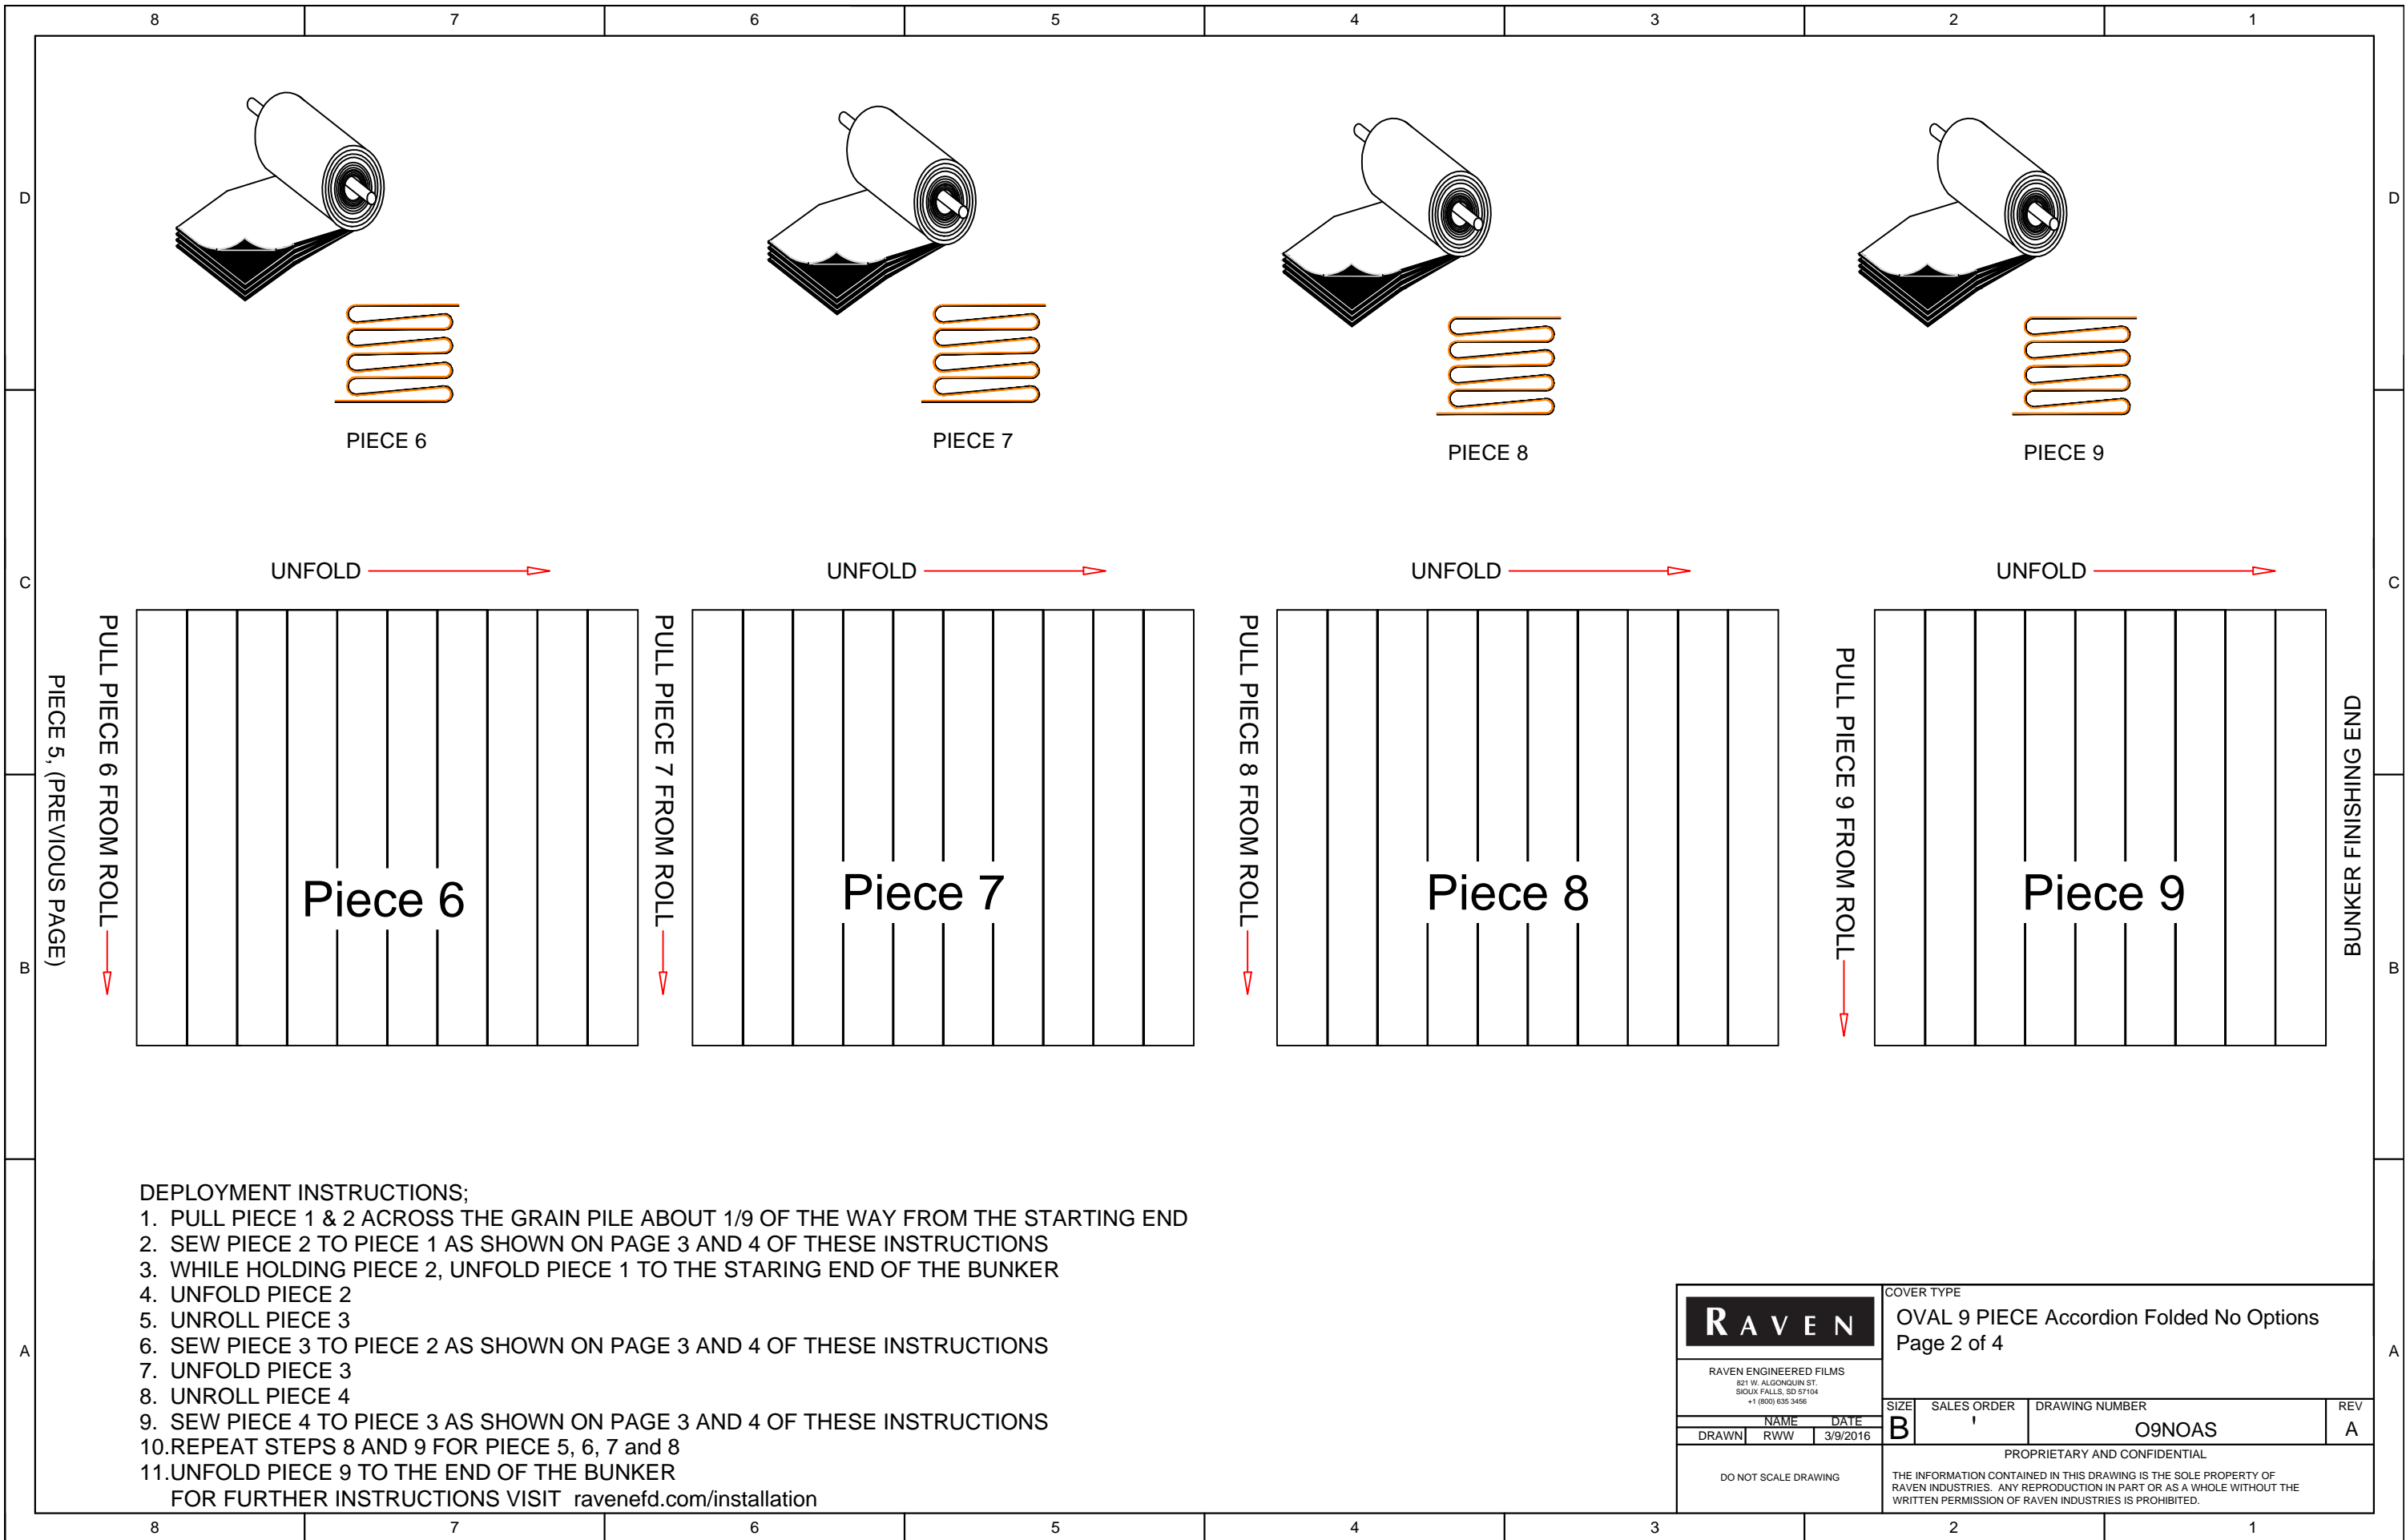 8 7 6 5 4 3 2 1
D D
PIECE 6
PIECE 7
PIECE 8
PIECE 9
UNFOLD
UNFOLD
UNFOLD
UNFOLD
C C
PIECE 5, (PREVIOUS PAGE)
PULL PIECE 6 FROM ROLL
Piece 6
PULL PIECE 7 FROM ROLL
Piece 7
PULL PIECE 8 FROM ROLL
Piece 8
PULL PIECE 9 FROM ROLL
Piece 9
BUNKER FINISHING END
B B
DEPLOYMENT INSTRUCTIONS;
1. PULL PIECE 1 & 2 ACROSS THE GRAIN PILE ABOUT 1/9 OF THE WAY FROM THE STARTING END
2. SEW PIECE 2 TO PIECE 1 AS SHOWN ON PAGE 3 AND 4 OF THESE INSTRUCTIONS
3. WHILE HOLDING PIECE 2, UNFOLD PIECE 1 TO THE STARING END OF THE BUNKER
4. UNFOLD PIECE 2
5. UNROLL PIECE 3
6. SEW PIECE 3 TO PIECE 2 AS SHOWN ON PAGE 3 AND 4 OF THESE INSTRUCTIONS
7. UNFOLD PIECE 3
8. UNROLL PIECE 4
9. SEW PIECE 4 TO PIECE 3 AS SHOWN ON PAGE 3 AND 4 OF THESE INSTRUCTIONS
10.REPEAT STEPS 8 AND 9 FOR PIECE 5, 6, 7 and 8
11.UNFOLD PIECE 9 TO THE END OF THE BUNKER
FOR FURTHER INSTRUCTIONS VISIT ravenefd.com/installation
A A
RAVEN
RAVEN ENGINEERED FILMS
821 W. ALGONQUIN ST.
SIOUX FALLS, SD 57104
+1 (800) 635 3456
NAME DATE
DRAWN RWW 3/9/2016
DO NOT SCALE DRAWING
COVER TYPE
OVAL 9 PIECE Accordion Folded No Options
Page 2 of 4
SIZE SALES ORDER DRAWING NUMBER REV
B ' O9NOAS A
PROPRIETARY AND CONFIDENTIAL
THE INFORMATION CONTAINED IN THIS DRAWING IS THE SOLE PROPERTY OF
RAVEN INDUSTRIES. ANY REPRODUCTION IN PART OR AS A WHOLE WITHOUT THE
WRITTEN PERMISSION OF RAVEN INDUSTRIES IS PROHIBITED.
8 7 6 5 4 3 2 1